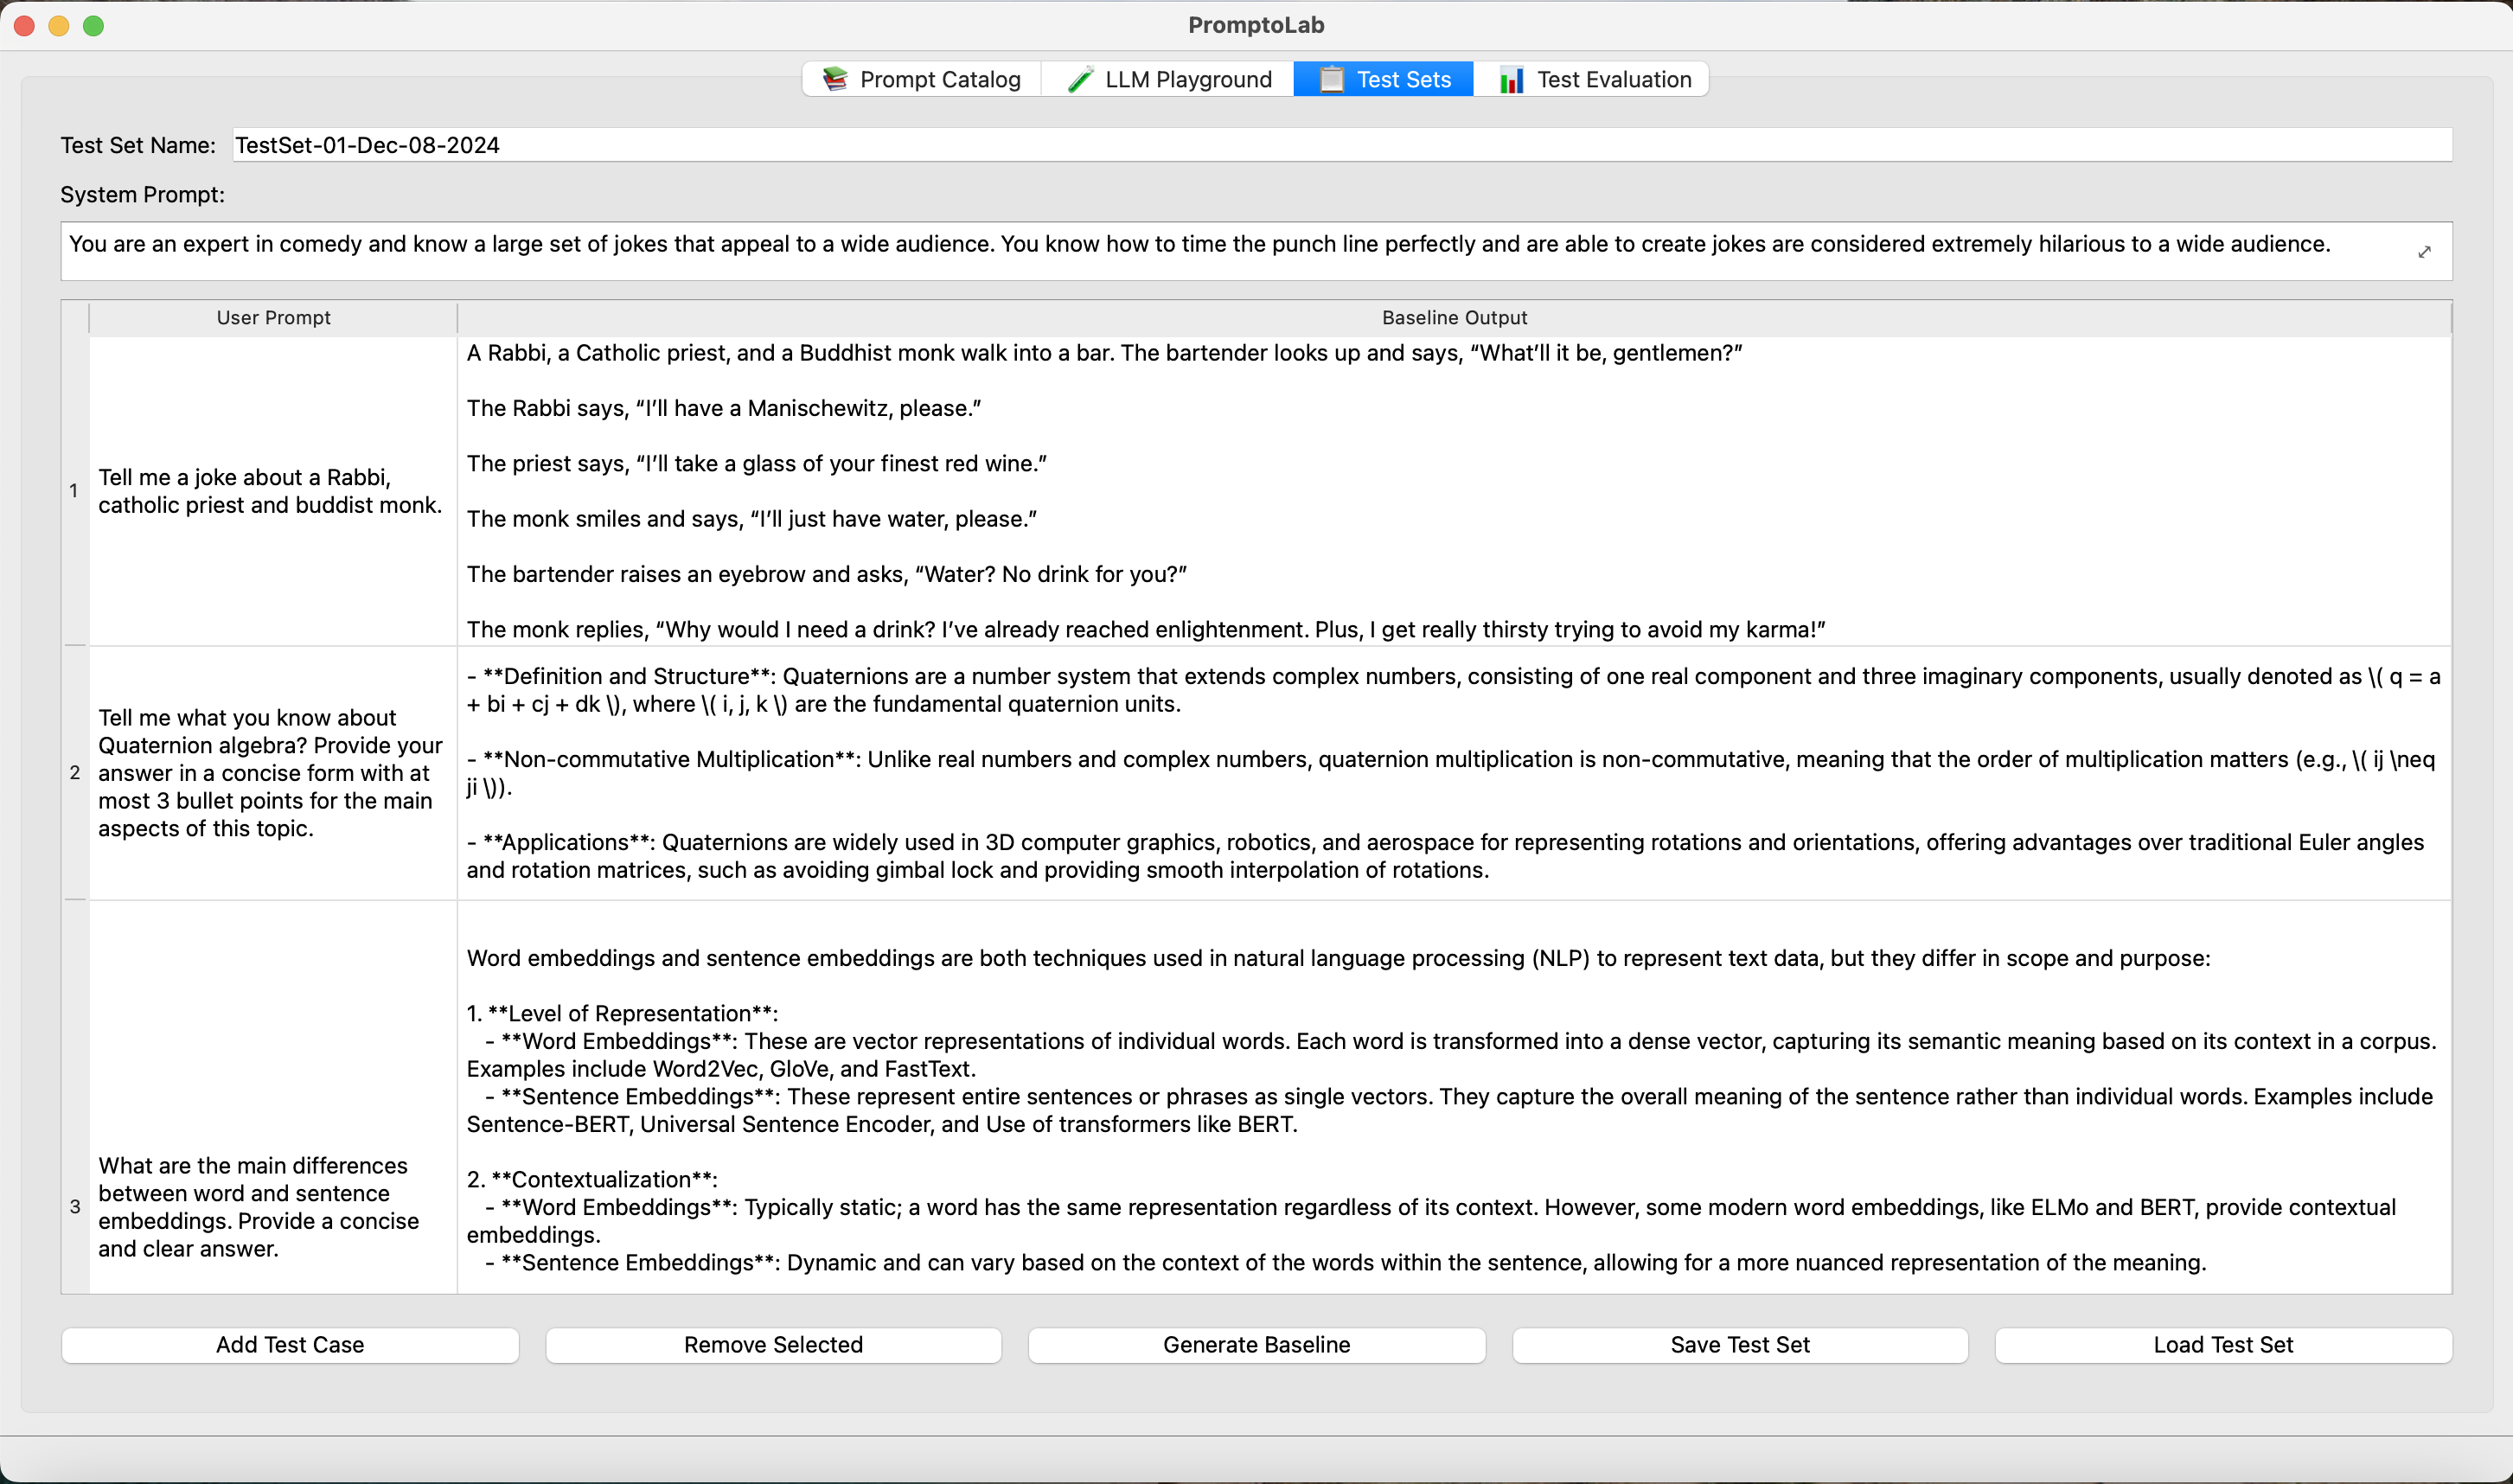 PromptoLab
Prompt Catalog
LLM Playground
Test Sets
Test Evaluation
Test Set Name:
TestSet-01-Dec-08-2024
System Prompt:
You are an expert in comedy and know a large set of jokes that appeal to a wide audience. You know how to time the punch line perfectly and are able to create jokes are considered extremely hilarious to a wide audience.
User Prompt
Baseline Output
1
Tell me a joke about a Rabbi,
catholic priest and buddist monk.
A Rabbi, a Catholic priest, and a Buddhist monk walk into a bar. The bartender looks up and says, “What’ll it be, gentlemen?”
The Rabbi says, “I’ll have a Manischewitz, please.”
The priest says, “I’ll take a glass of your finest red wine.”
The monk smiles and says, “I’ll just have water, please.”
The bartender raises an eyebrow and asks, “Water? No drink for you?”
The monk replies, “Why would I need a drink? I’ve already reached enlightenment. Plus, I get really thirsty trying to avoid my karma!”
2
Tell me what you know about
Quaternion algebra? Provide your
answer in a concise form with at
most 3 bullet points for the main
aspects of this topic.
- **Definition and Structure**: Quaternions are a number system that extends complex numbers, consisting of one real component and three imaginary components, usually denoted as \( q = a
+ bi + cj + dk \), where \( i, j, k \) are the fundamental quaternion units.
- **Non-commutative Multiplication**: Unlike real numbers and complex numbers, quaternion multiplication is non-commutative, meaning that the order of multiplication matters (e.g., \( ij \neq
ji \)).
- **Applications**: Quaternions are widely used in 3D computer graphics, robotics, and aerospace for representing rotations and orientations, offering advantages over traditional Euler angles
and rotation matrices, such as avoiding gimbal lock and providing smooth interpolation of rotations.
3
What are the main differences
between word and sentence
embeddings. Provide a concise
and clear answer.
Word embeddings and sentence embeddings are both techniques used in natural language processing (NLP) to represent text data, but they differ in scope and purpose:
1. **Level of Representation**:
- **Word Embeddings**: These are vector representations of individual words. Each word is transformed into a dense vector, capturing its semantic meaning based on its context in a corpus.
Examples include Word2Vec, GloVe, and FastText.
- **Sentence Embeddings**: These represent entire sentences or phrases as single vectors. They capture the overall meaning of the sentence rather than individual words. Examples include
Sentence-BERT, Universal Sentence Encoder, and Use of transformers like BERT.
2. **Contextualization**:
- **Word Embeddings**: Typically static; a word has the same representation regardless of its context. However, some modern word embeddings, like ELMo and BERT, provide contextual
embeddings.
- **Sentence Embeddings**: Dynamic and can vary based on the context of the words within the sentence, allowing for a more nuanced representation of the meaning.
Add Test Case
Remove Selected
Generate Baseline
Save Test Set
Load Test Set